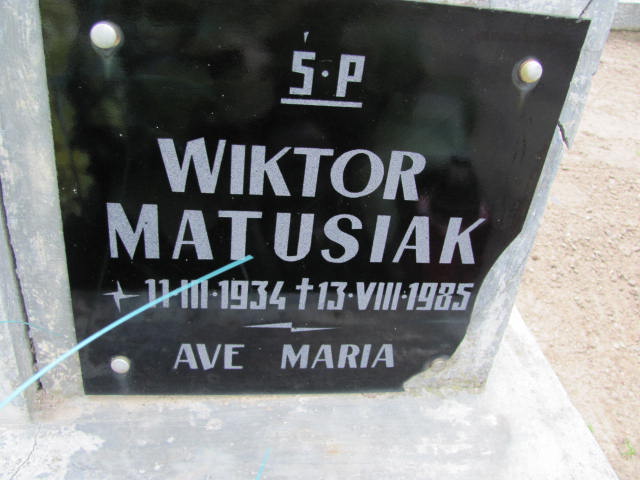 Ś·P
WIKTOR
MATUSIAK
11·III·1934 †13·VIII·1985
AVE MARIA